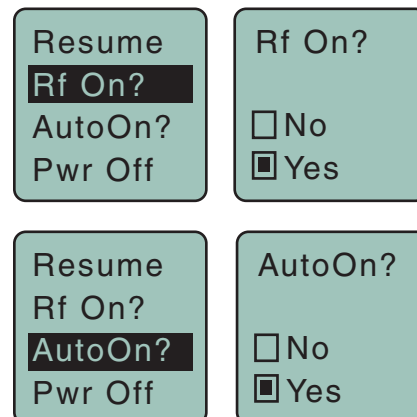 Resume
Rf On?
AutoOn?
Pwr Off
Rf On?
No
Yes
Resume
Rf On?
AutoOn?
Pwr Off
AutoOn?
No
Yes